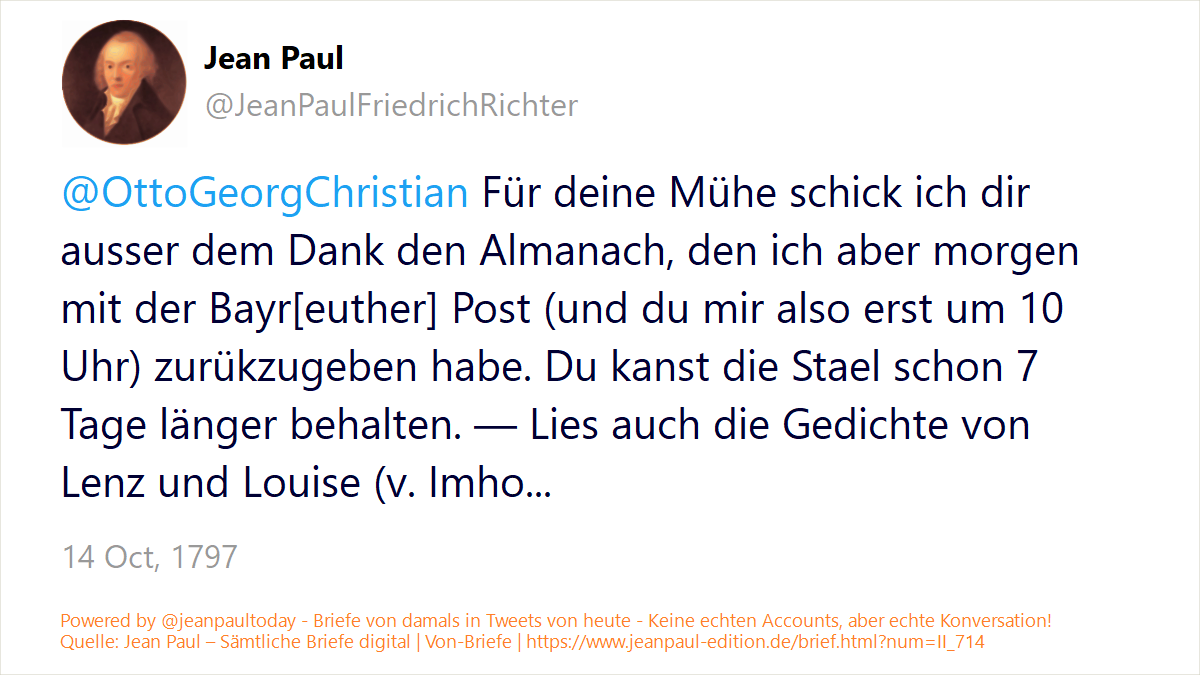 Jean Paul
@JeanPaulFriedrichRichter
@OttoGeorgChristian Für deine Mühe schick ich dir
ausser dem Dank den Almanach, den ich aber morgen
mit der Bayr[euther] Post (und du mir also erst um 10
Uhr) zurükzugeben habe. Du kanst die Stael schon 7
Tage länger behalten. — Lies auch die Gedichte von
Lenz und Louise (v. Imho...
14 Oct, 1797
Powered by @jeanpaultoday - Briefe von damals in Tweets von heute - Keine echten Accounts, aber echte Konversation!
Quelle: Jean Paul – Sämtliche Briefe digital | Von-Briefe | https://www.jeanpaul-edition.de/brief.html?num=II_714